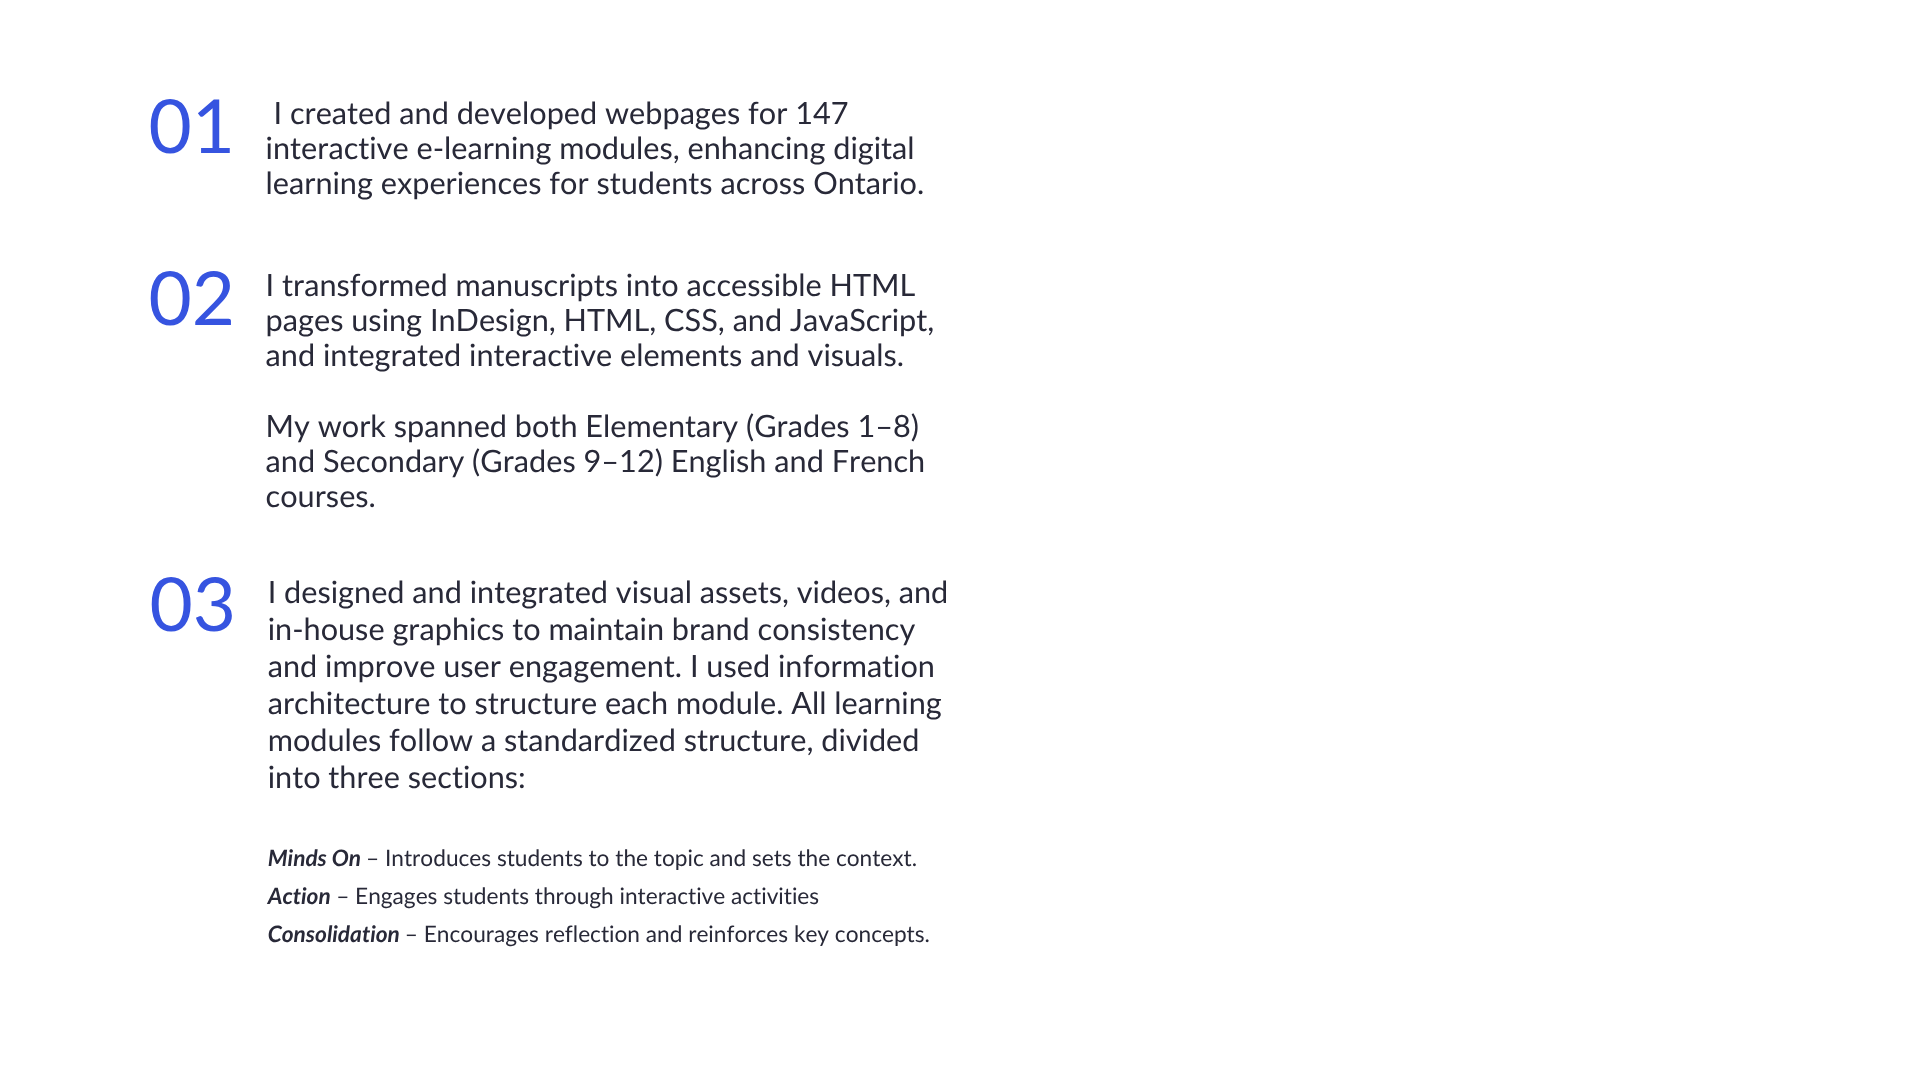 01
I created and developed webpages for 147
interactive e-learning modules, enhancing digital
learning experiences for students across Ontario.
02
I transformed manuscripts into accessible HTML
pages using InDesign, HTML, CSS, and JavaScript,
and integrated interactive elements and visuals.
My work spanned both Elementary (Grades 1–8)
and Secondary (Grades 9–12) English and French
courses.
03
I designed and integrated visual assets, videos, and
in-house graphics to maintain brand consistency
and improve user engagement. I used information
architecture to structure each module. All learning
modules follow a standardized structure, divided
into three sections:
Minds On – Introduces students to the topic and sets the context.
Action – Engages students through interactive activities
Consolidation – Encourages reflection and reinforces key concepts.